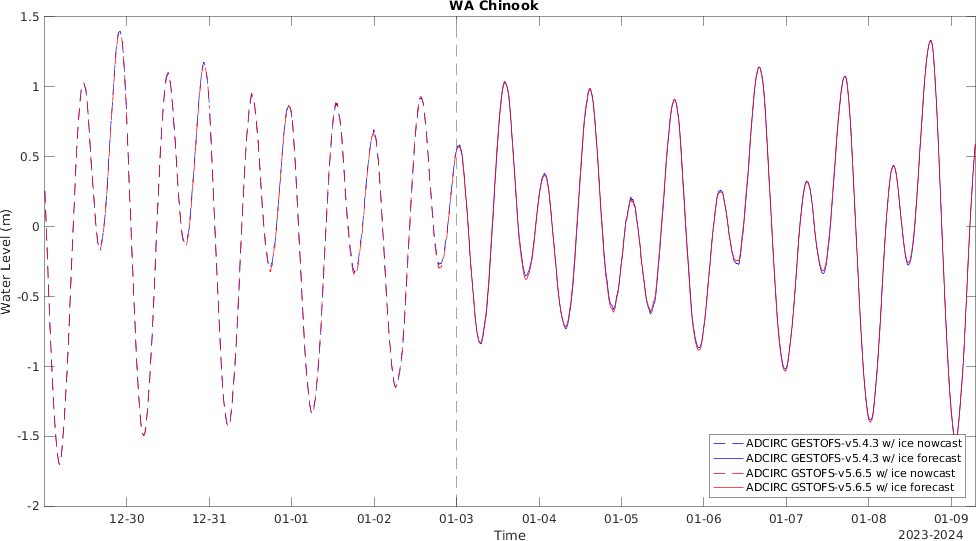 WA Chinook
1.5
1
0.5
0
-0.5
-1
-1.5
-2
Water Level (m)
ADCIRC GESTOFS-v5.4.3 w/ ice nowcast
ADCIRC GESTOFS-v5.4.3 w/ ice forecast
ADCIRC GSTOFS-v5.6.5 w/ ice nowcast
ADCIRC GSTOFS-v5.6.5 w/ ice forecast
12-30 12-31 01-01 01-02 01-03 01-04 01-05 01-06 01-07 01-08 01-09
Time
2023-2024